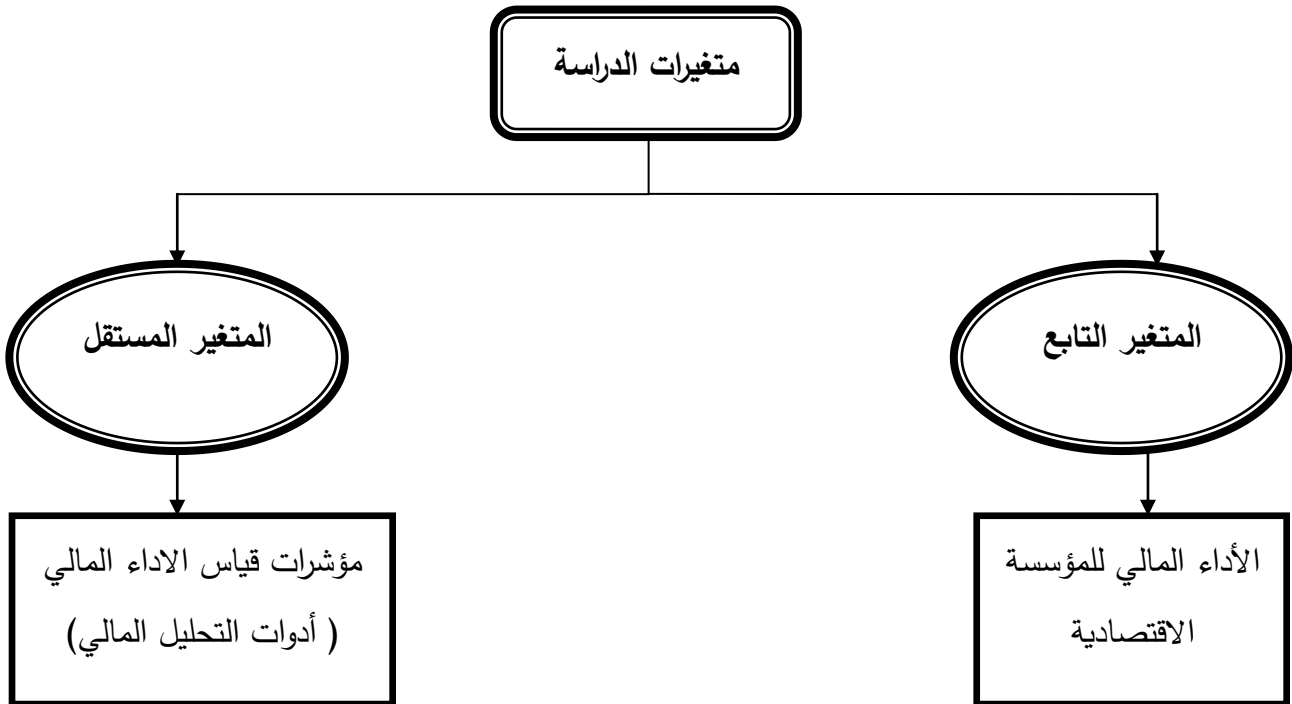 متغيرات الدراسة
المتغير التابع
المتغير المستقل
الأداء المالي للمؤسسة
الاقتصادية
مؤشرات قياس الاداء المالي
( أدوات التحليل المالي)